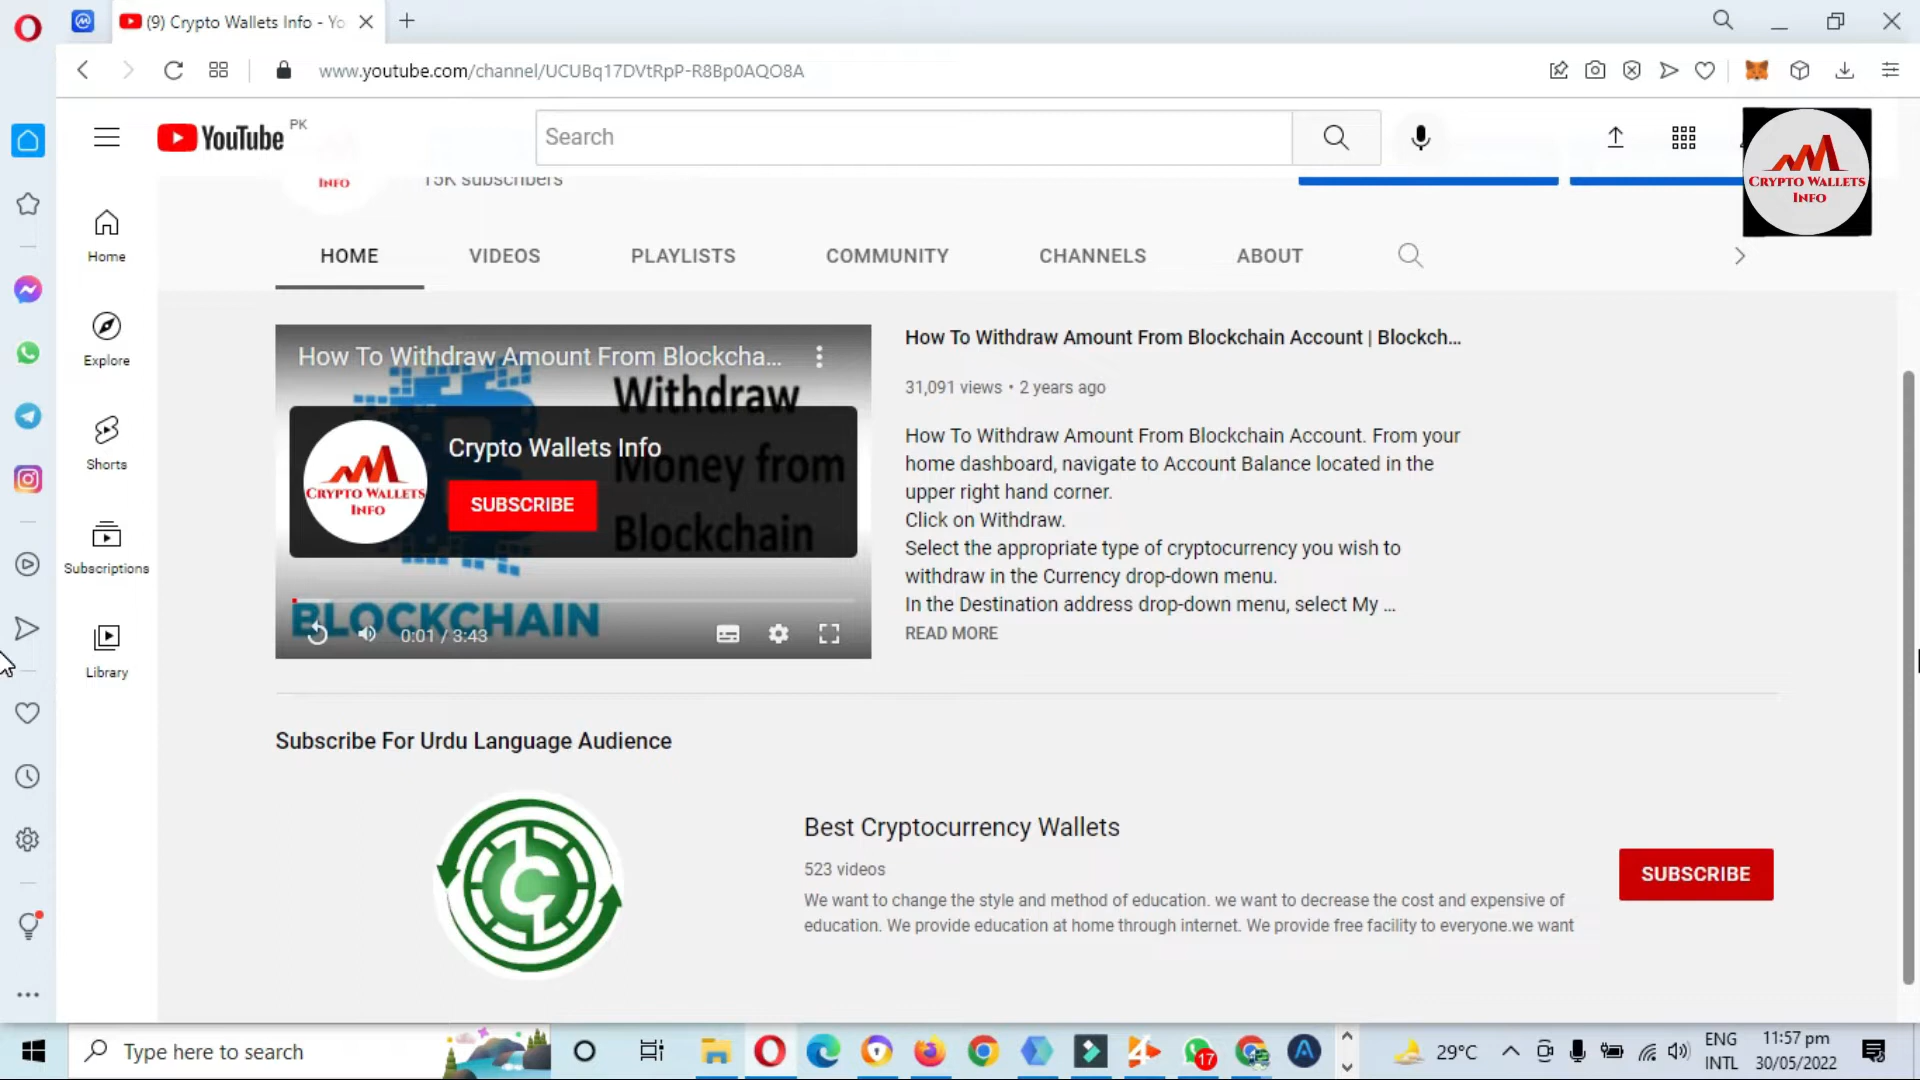 (9) Crypto Wallets Info - Yo
www.youtube.com/channel/UCUBq17DVtRpP-R8Bp0AQO8A
YouTube PK
Search
CRYPTO WALLETS
INFO
INFO
15K subscribers
Home
Explore
Shorts
Subscriptions
Library
HOME
VIDEOS
PLAYLISTS
COMMUNITY
CHANNELS
ABOUT
How To Withdraw Amount From Blockcha...
Withdraw
Money from
Blockchain
Crypto Wallets Info
SUBSCRIBE
CRYPTO WALLETS
INFO
BLOCKCHAIN
0:01 / 3:43
How To Withdraw Amount From Blockchain Account | Blockch...
31,091 views • 2 years ago
How To Withdraw Amount From Blockchain Account. From your
home dashboard, navigate to Account Balance located in the
upper right hand corner.
Click on Withdraw.
Select the appropriate type of cryptocurrency you wish to
withdraw in the Currency drop-down menu.
In the Destination address drop-down menu, select My ...
READ MORE
Subscribe For Urdu Language Audience
Best Cryptocurrency Wallets
523 videos
We want to change the style and method of education. we want to decrease the cost and expensive of
education. We provide education at home through internet. We provide free facility to everyone.we want
SUBSCRIBE
Type here to search
17
29°C
ENG
INTL
11:57 pm
30/05/2022